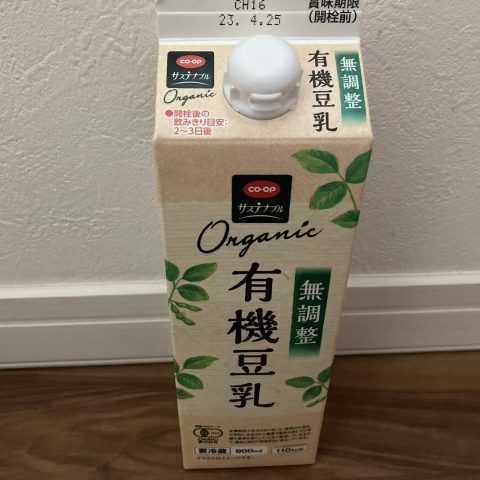 CH16
23. 4.25
賞味期限
(開栓前)
CO·OP
サステナブル
Organic
●開栓後の
飲みきり目安:
2〜3日後
有機豆乳
無調整
CO·OP
サステナブル
Organic
有機豆乳
無調整
要冷蔵
900ml
110kcal